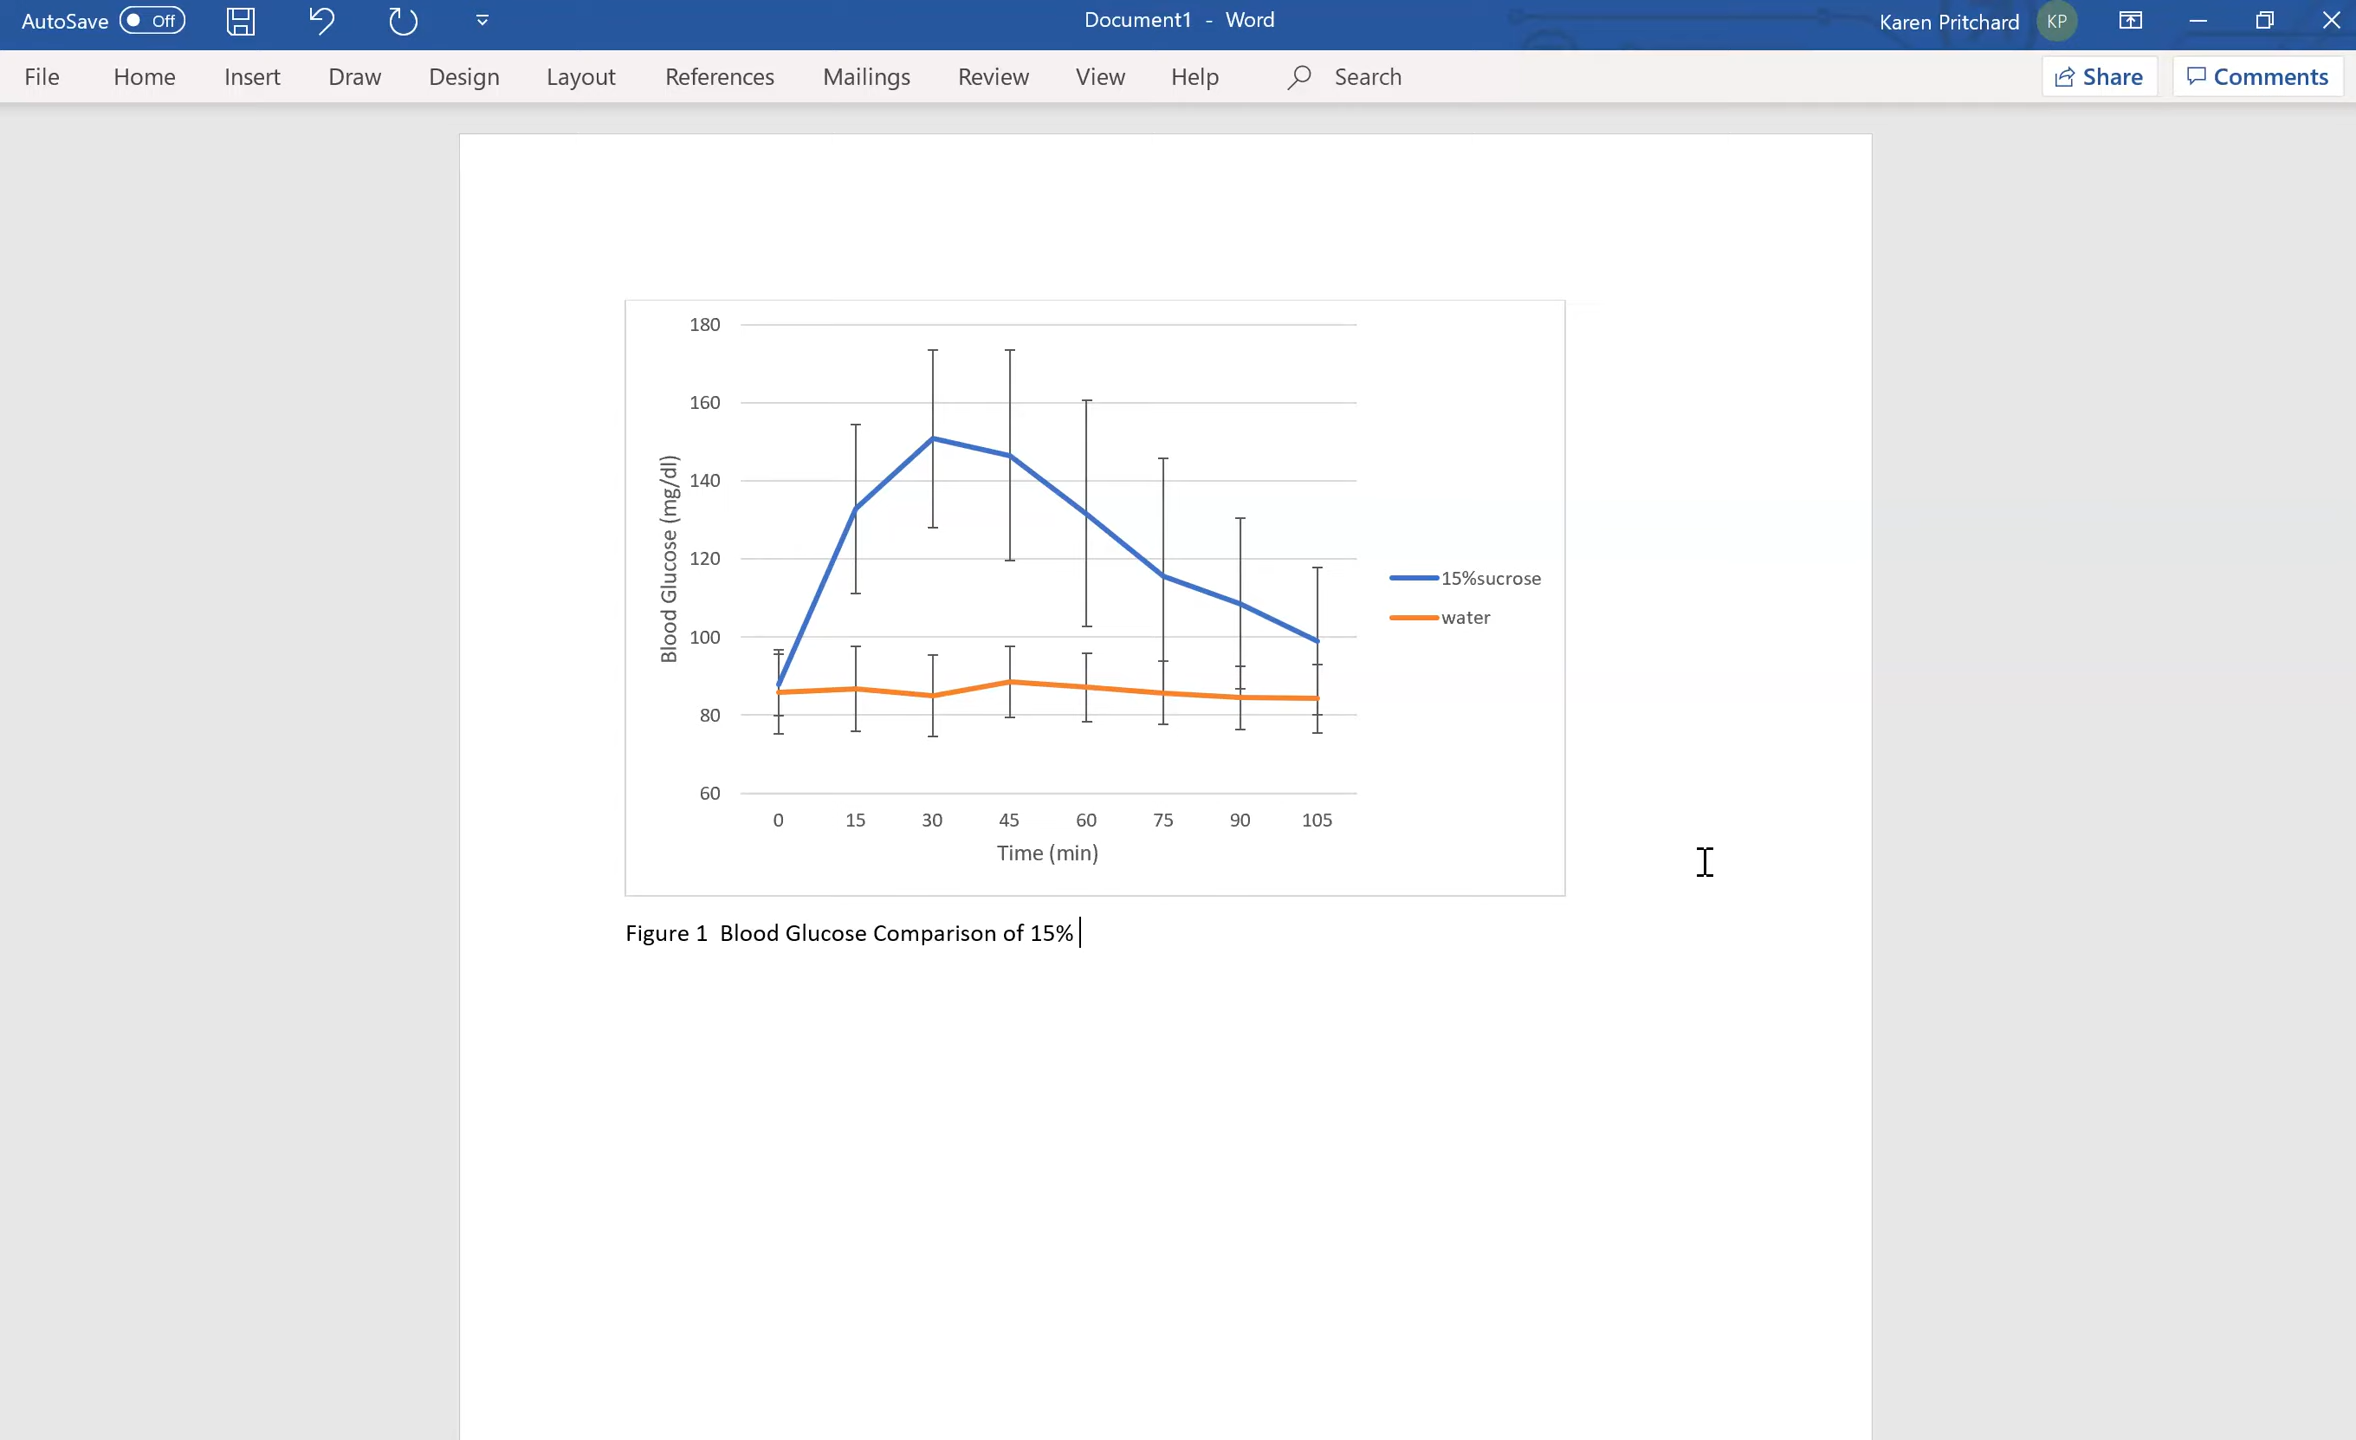 AutoSave Off
Document1 - Word
Karen Pritchard KP
File Home Insert Draw Design Layout References Mailings Review View Help Search Share Comments
180
160
140
120
100
80
60
Blood Glucose (mg/dl)
15%sucrose
water
0 15 30 45 60 75 90 105
Time (min)
Figure 1  Blood Glucose Comparison of 15%